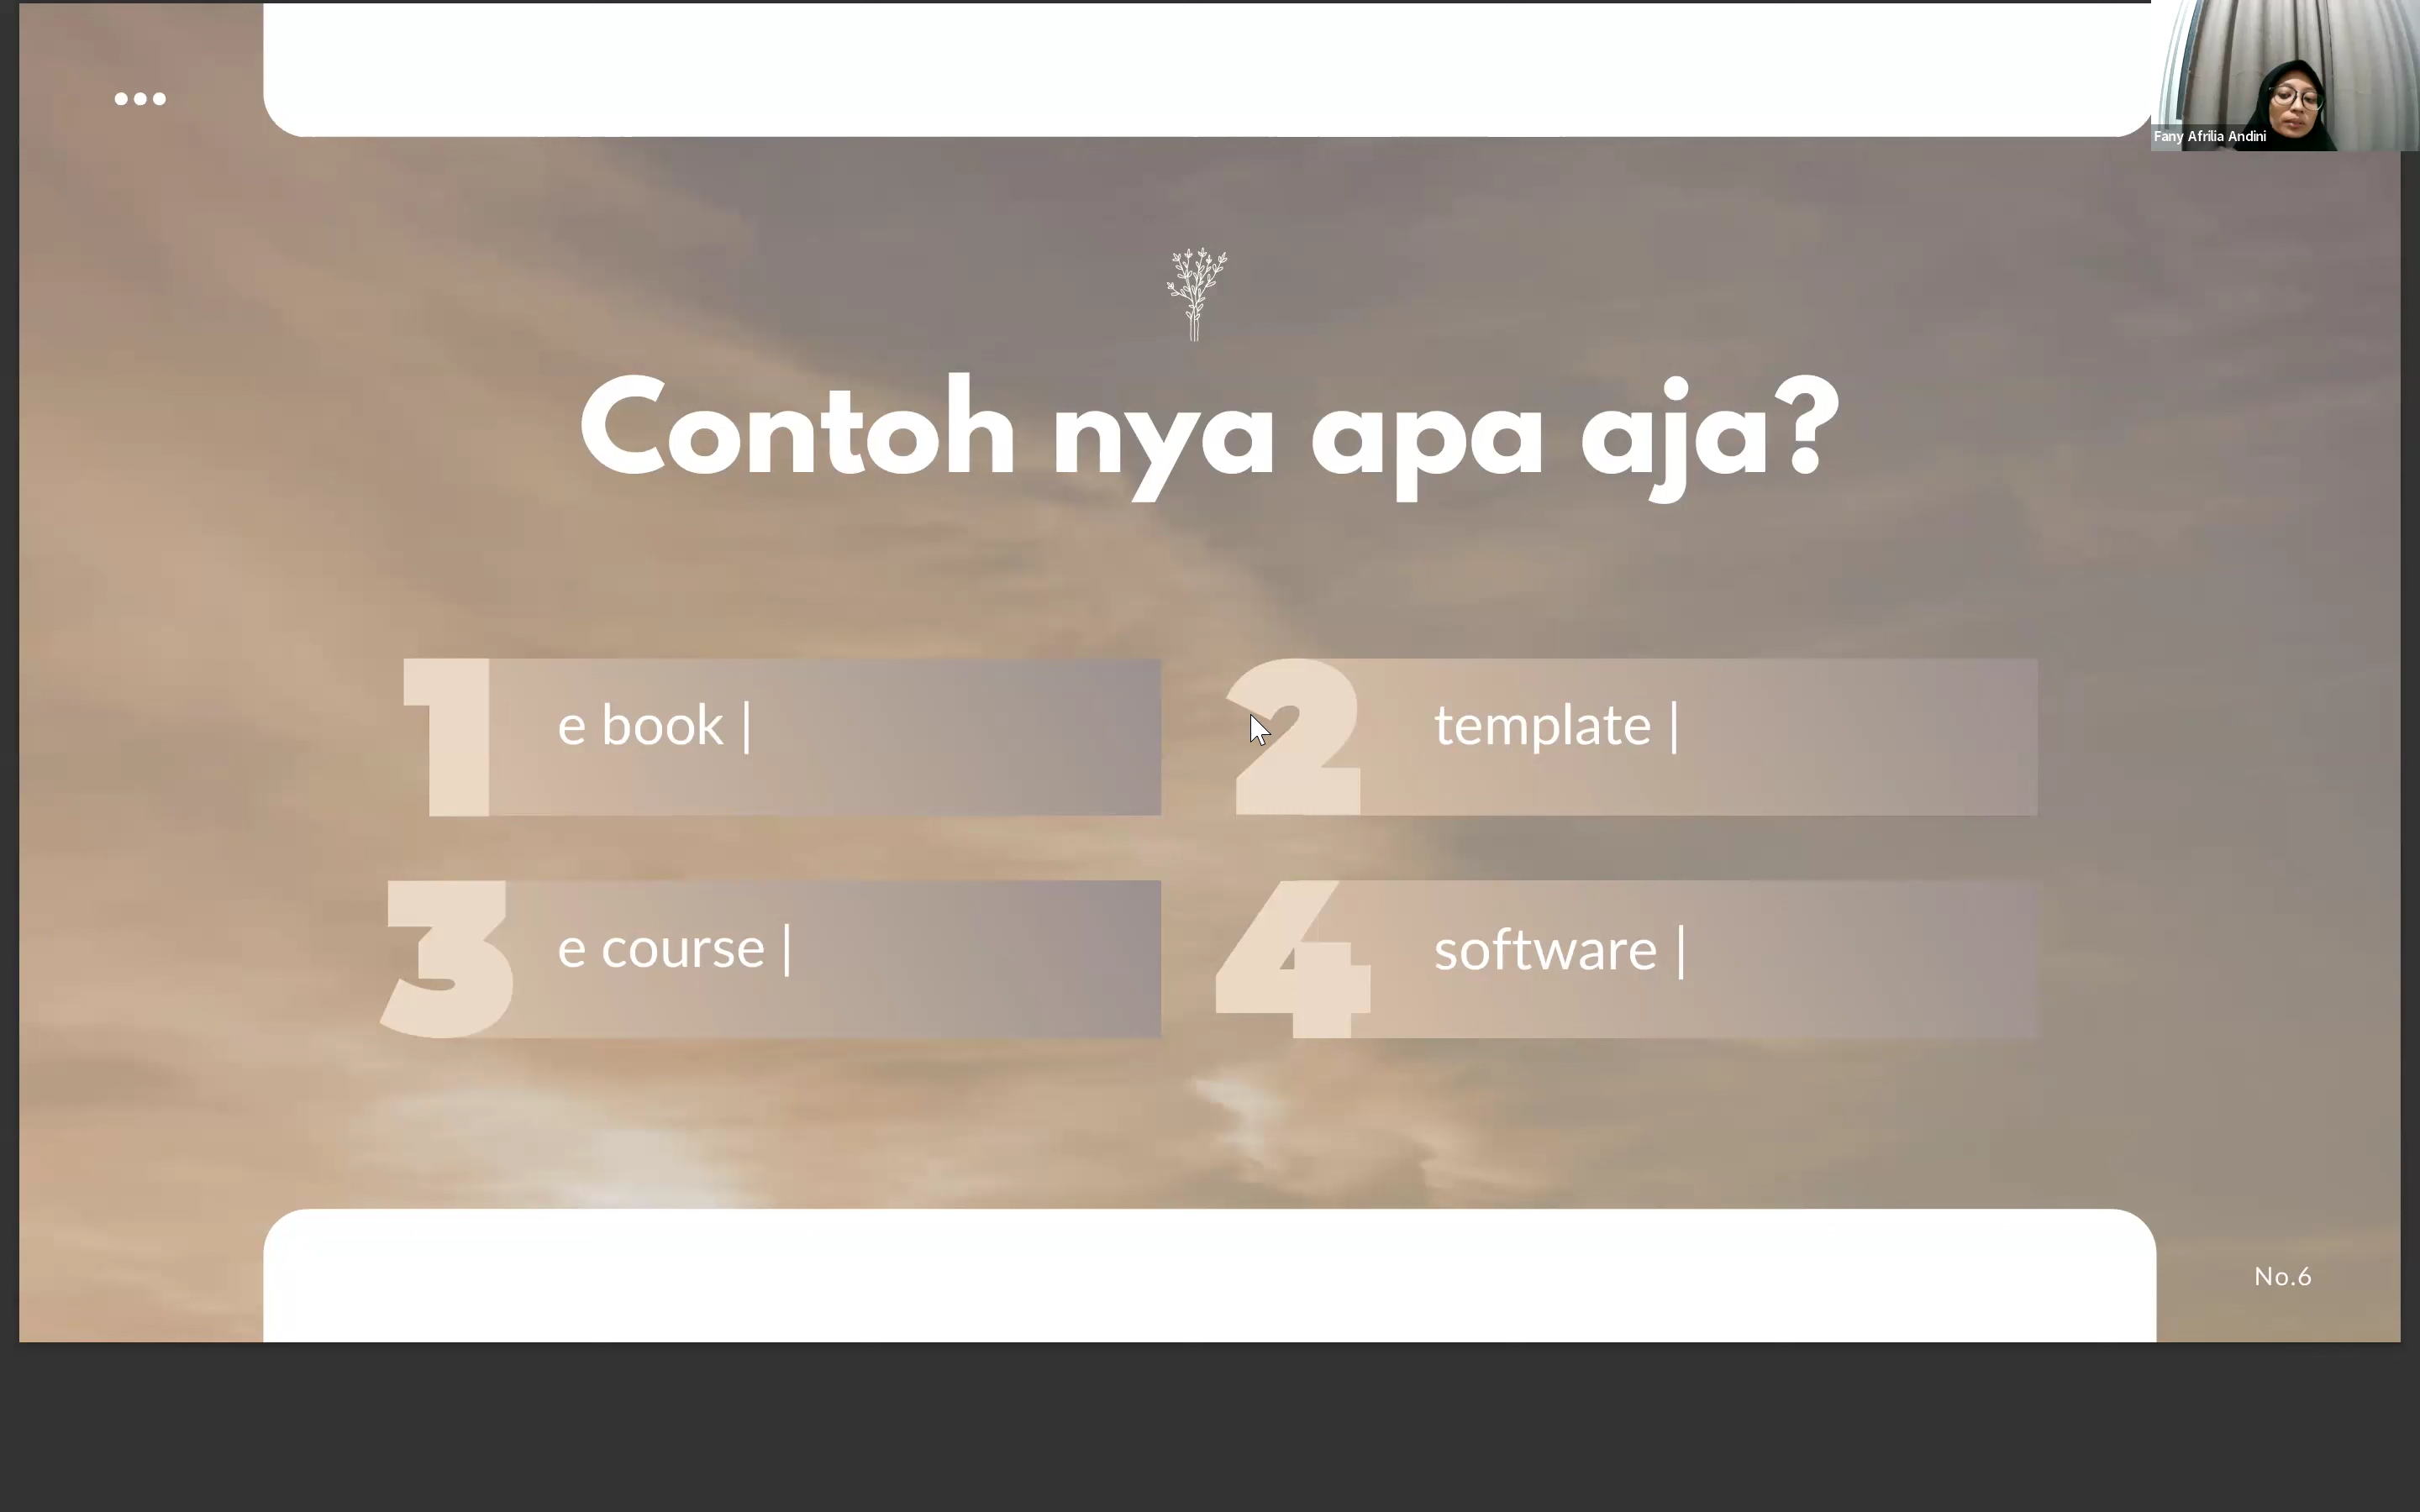 Fany Afrilia Andini
Contoh nya apa aja?
1 e book |
2 template |
3 e course |
4 software |
No.6